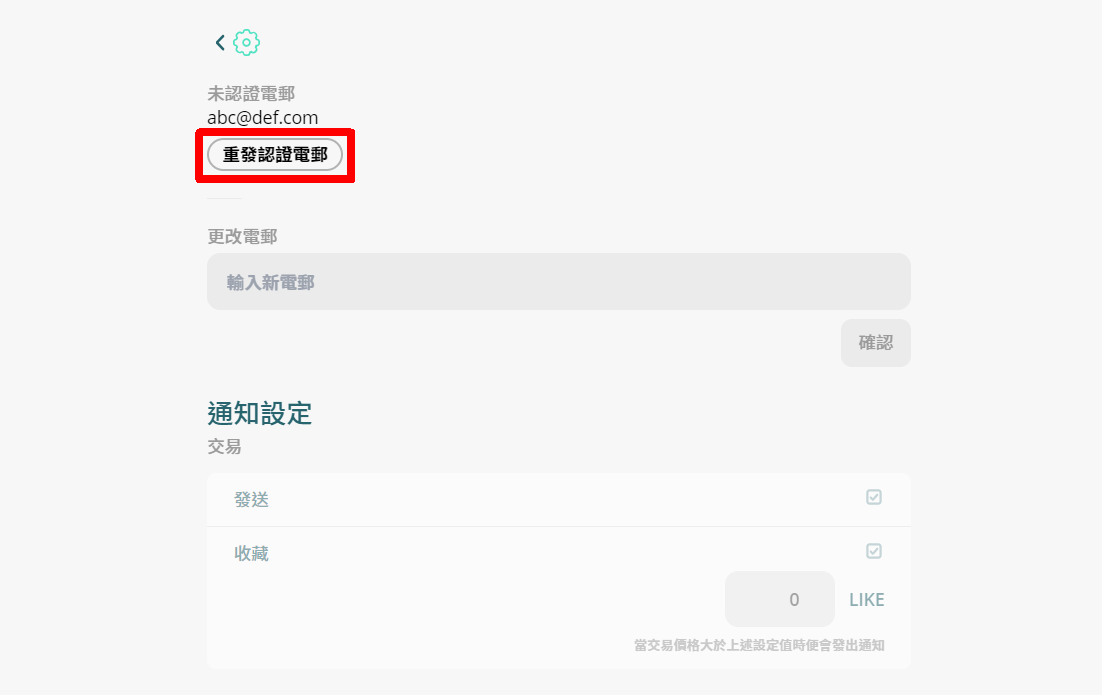 未認證電郵
abc@def.com
重發認證電郵
更改電郵
輸入新電郵
確認
通知設定
交易
發送
收藏
0 LIKE
當交易價格大於上述設定值時便會發出通知